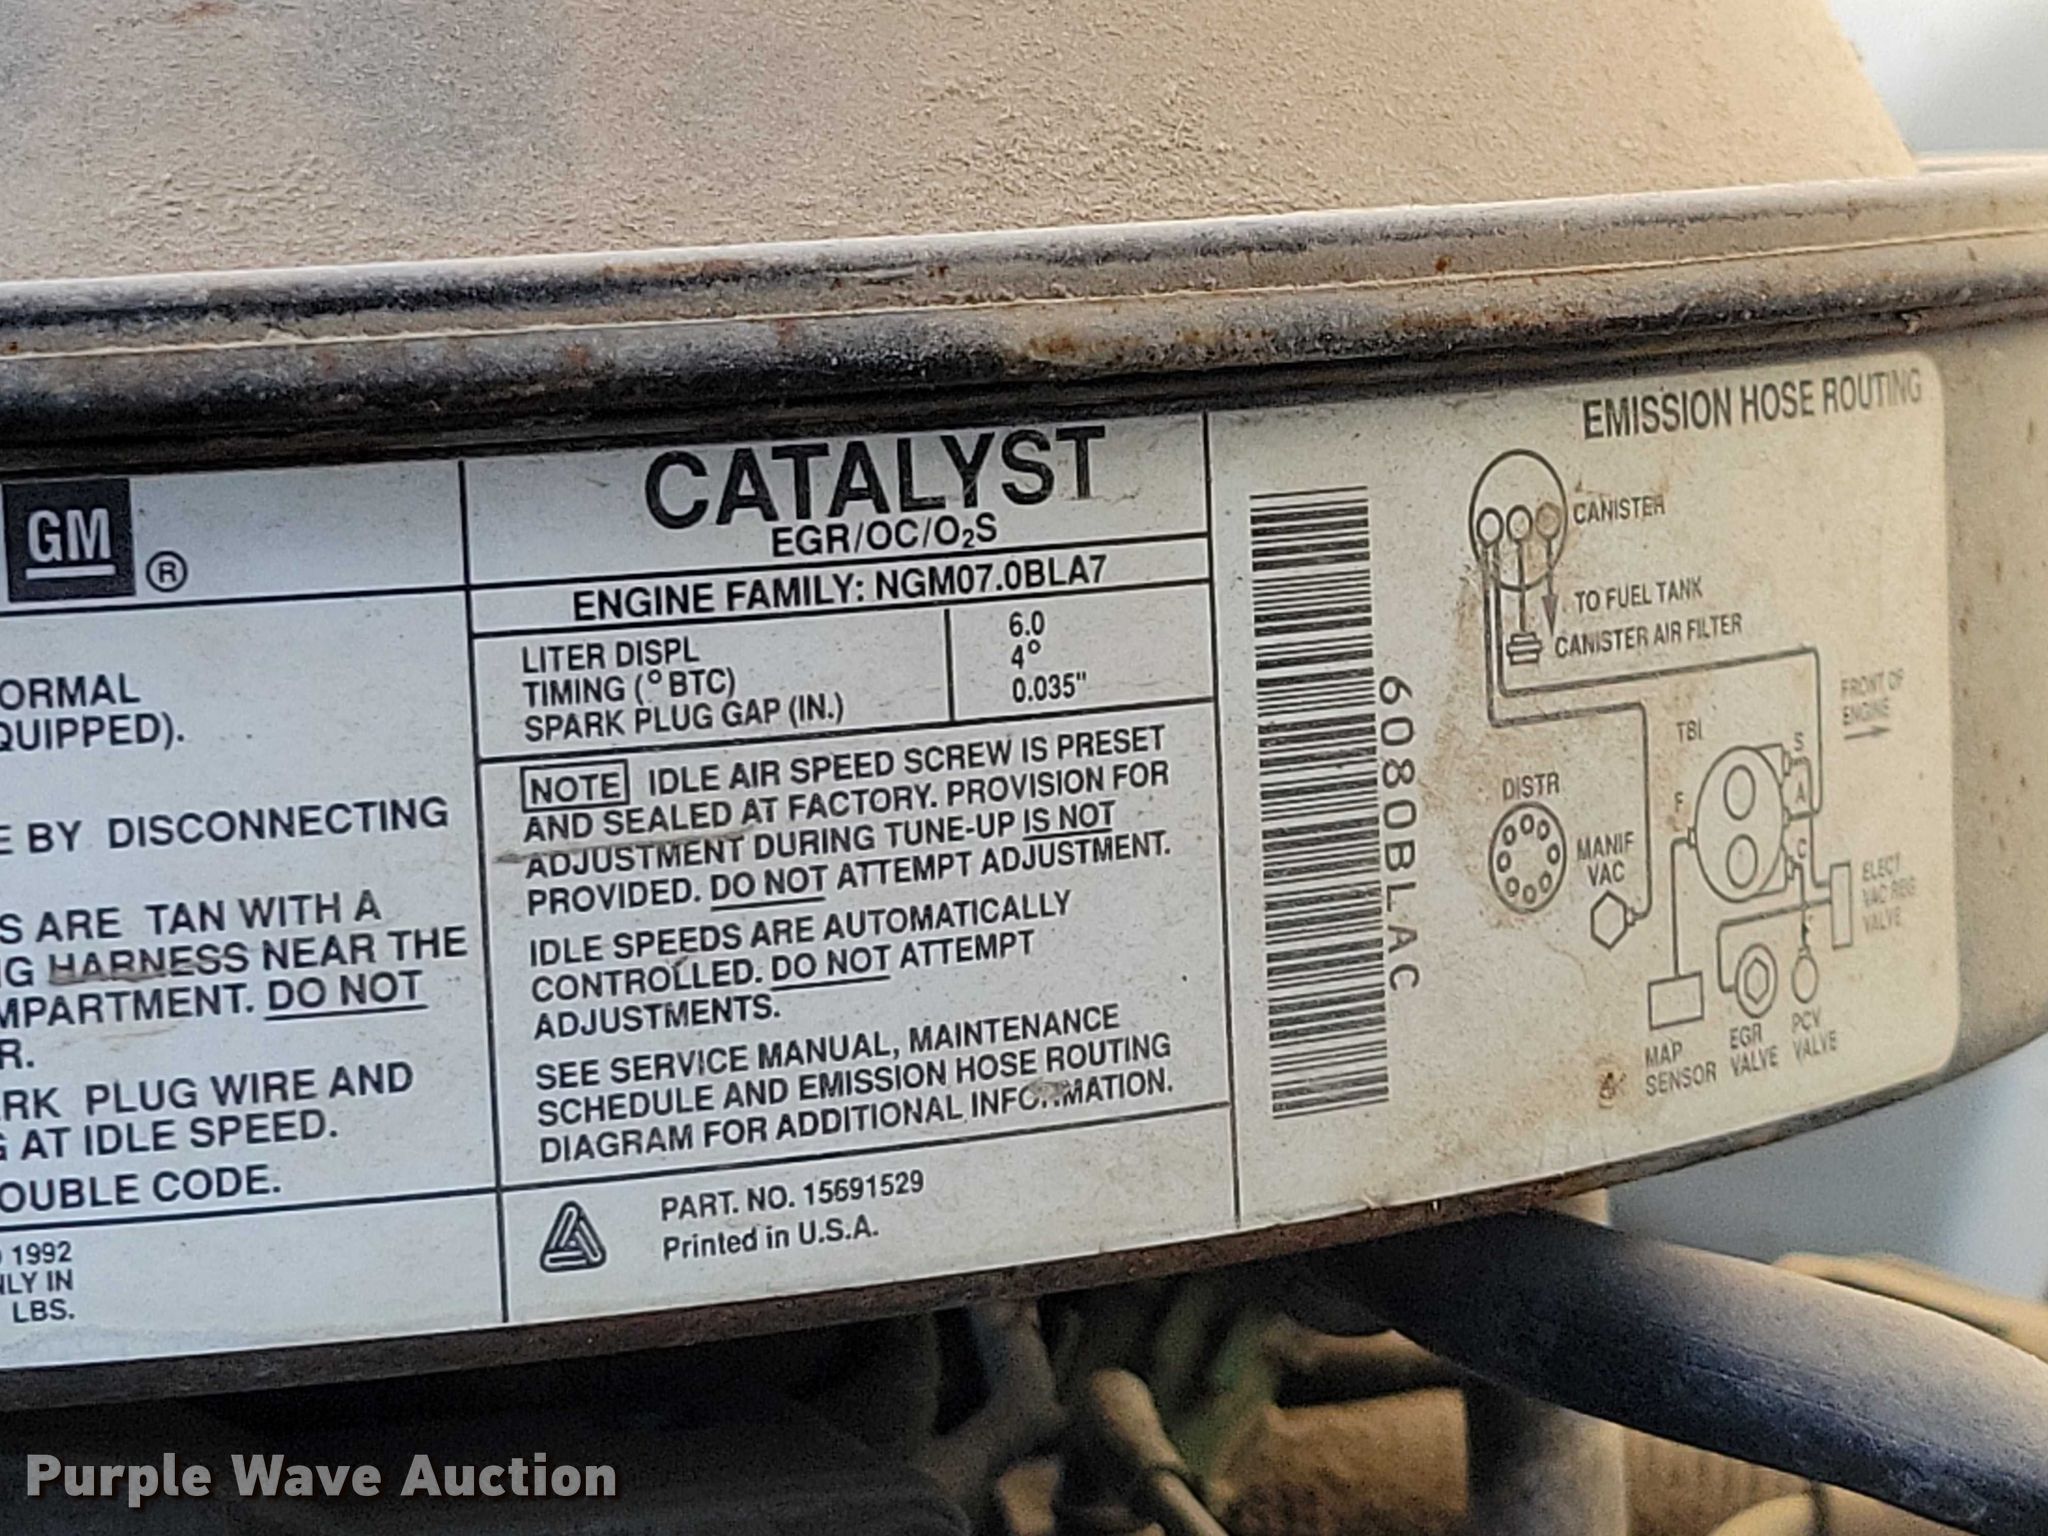 GM
®
ORMAL
QUIPPED).
E BY DISCONNECTING
S ARE TAN WITH A
G HARNESS NEAR THE
MPARTMENT. DO NOT
R.
RK PLUG WIRE AND
G AT IDLE SPEED.
OUBLE CODE.
1992
NLY IN
LBS.
CATALYST
EGR/OC/O₂S
ENGINE FAMILY: NGM07.0BLA7
LITER DISPL 6.0
TIMING (° BTC) 4°
SPARK PLUG GAP (IN.) 0.035"
NOTE IDLE AIR SPEED SCREW IS PRESET
AND SEALED AT FACTORY. PROVISION FOR
ADJUSTMENT DURING TUNE-UP IS NOT
PROVIDED. DO NOT ATTEMPT ADJUSTMENT.
IDLE SPEEDS ARE AUTOMATICALLY
CONTROLLED. DO NOT ATTEMPT
ADJUSTMENTS.
SEE SERVICE MANUAL, MAINTENANCE
SCHEDULE AND EMISSION HOSE ROUTING
DIAGRAM FOR ADDITIONAL INFORMATION.
PART. NO. 15691529
Printed in U.S.A.
6080BLAC
EMISSION HOSE ROUTING
CANISTER
TO FUEL TANK
CANISTER AIR FILTER
FRONT OF
ENGINE
TBI
S
A
F
C
DISTR
MANIF
VAC
ELECT
VAC REG
VALVE
MAP
SENSOR
EGR
VALVE
PCV
VALVE
Purple Wave Auction